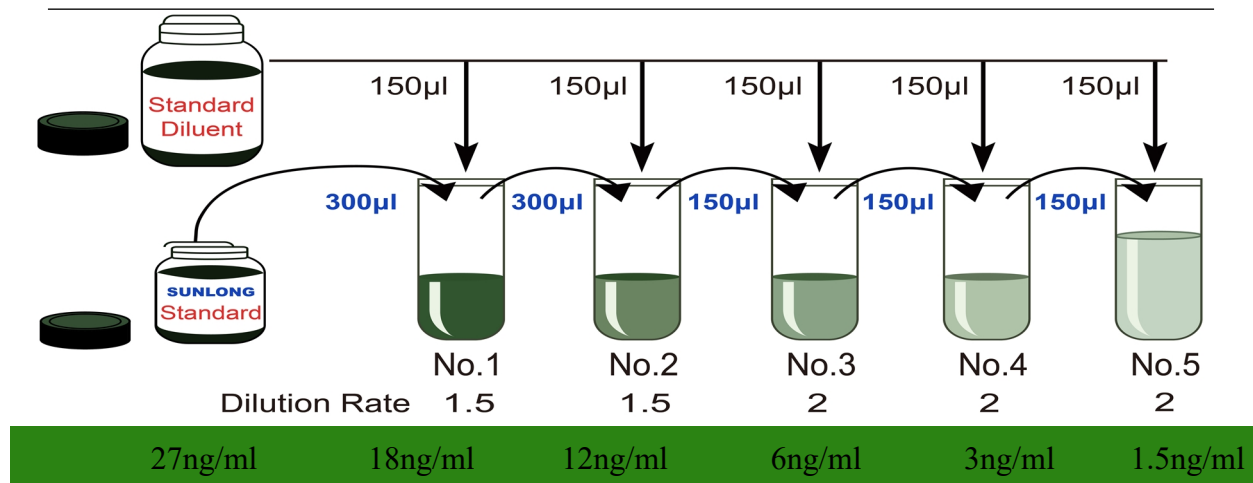 150µl 150µl 150µl 150µl 150µl
Standard
Diluent
300µl 300µl 150µl 150µl 150µl
SUNLONG
Standard
No.1 No.2 No.3 No.4 No.5
Dilution Rate 1.5 1.5 2 2 2
27ng/ml 18ng/ml 12ng/ml 6ng/ml 3ng/ml 1.5ng/ml